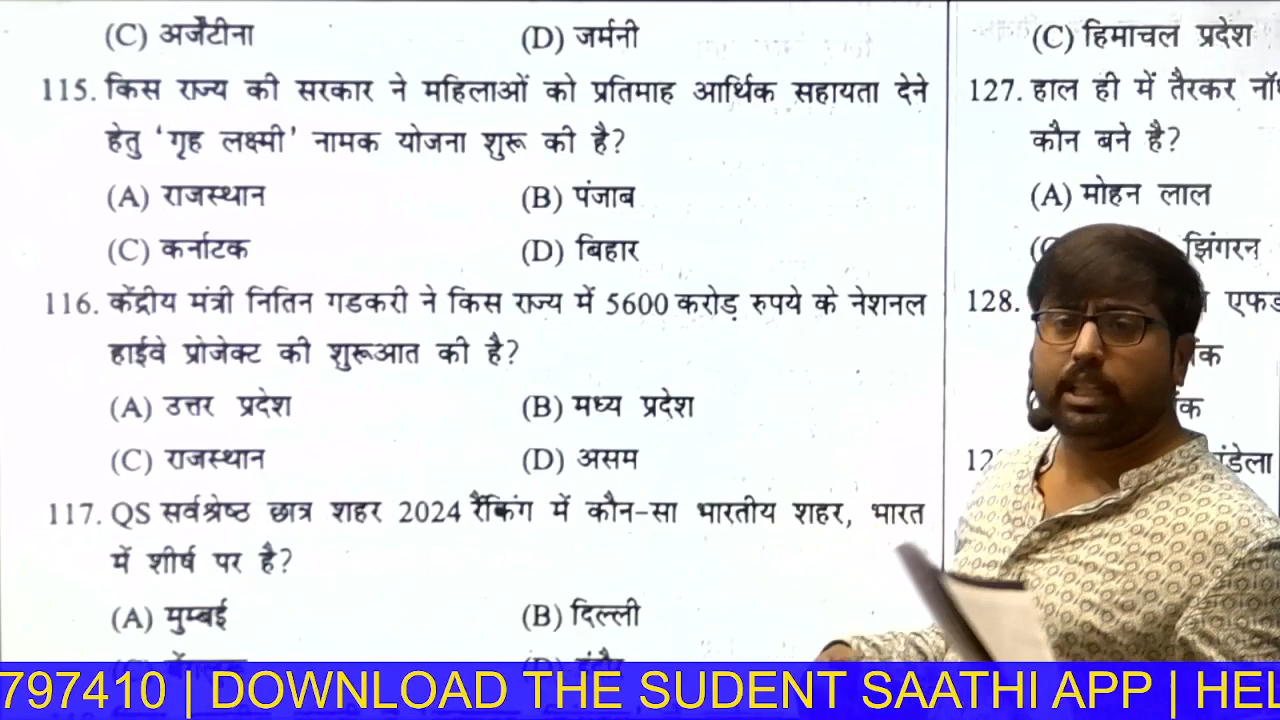 (C) अर्जेंटीना
(D) जर्मनी
115. किस राज्य की सरकार ने महिलाओं को प्रतिमाह आर्थिक सहायता देने
हेतु 'गृह लक्ष्मी' नामक योजना शुरू की है?
(A) राजस्थान
(B) पंजाब
(C) कर्नाटक
(D) बिहार
116. केंद्रीय मंत्री नितिन गडकरी ने किस राज्य में 5600 करोड़ रुपये के नेशनल
हाईवे प्रोजेक्ट की शुरूआत की है?
(A) उत्तर प्रदेश
(B) मध्य प्रदेश
(C) राजस्थान
(D) असम
117. QS सर्वश्रेष्ठ छात्र शहर 2024 रैंकिंग में कौन-सा भारतीय शहर, भारत
में शीर्ष पर है?
(A) मुम्बई
(B) दिल्ली
(C) हिमाचल प्रदेश
127. हाल ही में तैरकर
कौन बने है?
(A) मोहन लाल
झिंगरन
128.
797410 | DOWNLOAD THE SUDENT SAATHI APP |